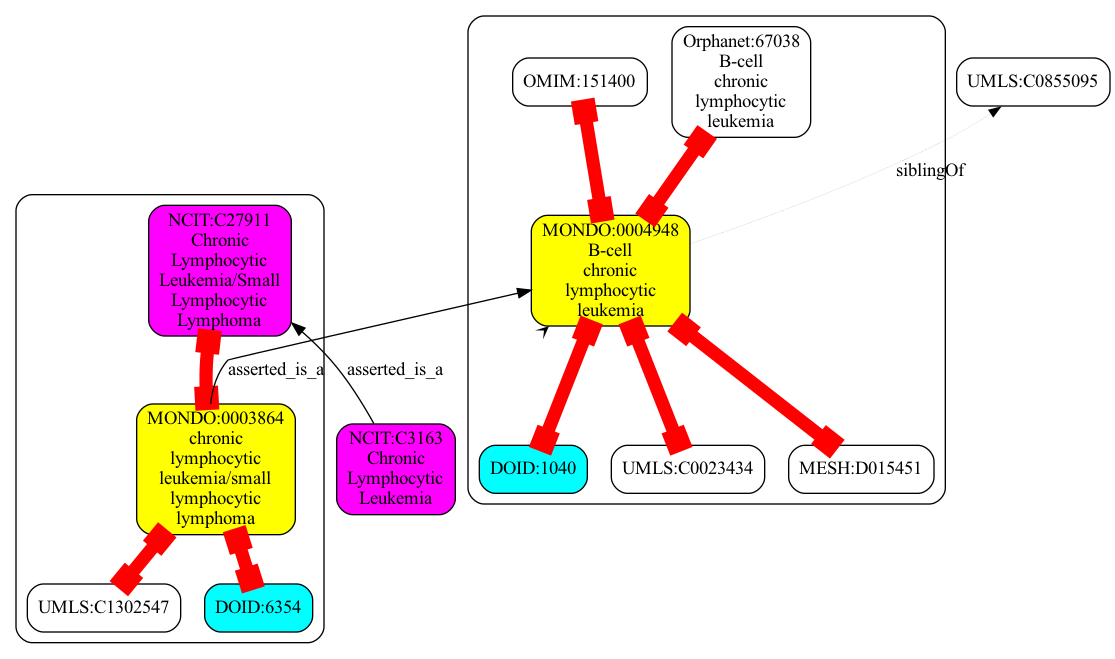 Orphanet:67038
B-cell
chronic
lymphocytic
leukemia
OMIM:151400
UMLS:C0855095
siblingOf
NCIT:C27911
Chronic
Lymphocytic
Leukemia/Small
Lymphocytic
Lymphoma
MONDO:0004948
B-cell
chronic
lymphocytic
leukemia
asserted_is_a
asserted_is_a
MONDO:0003864
chronic
lymphocytic
leukemia/small
lymphocytic
lymphoma
NCIT:C3163
Chronic
Lymphocytic
Leukemia
DOID:1040
UMLS:C0023434
MESH:D015451
UMLS:C1302547
DOID:6354